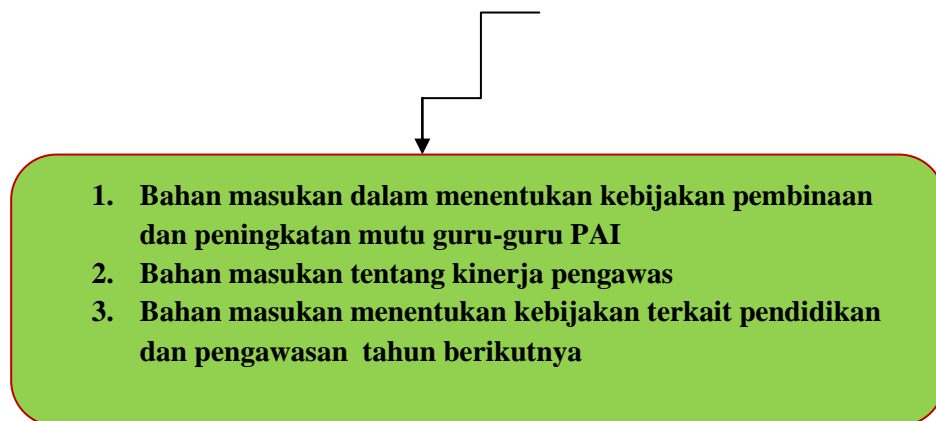 1. Bahan masukan dalam menentukan kebijakan pembinaan
dan peningkatan mutu guru-guru PAI
2. Bahan masukan tentang kinerja pengawas
3. Bahan masukan menentukan kebijakan terkait pendidikan
dan pengawasan tahun berikutnya